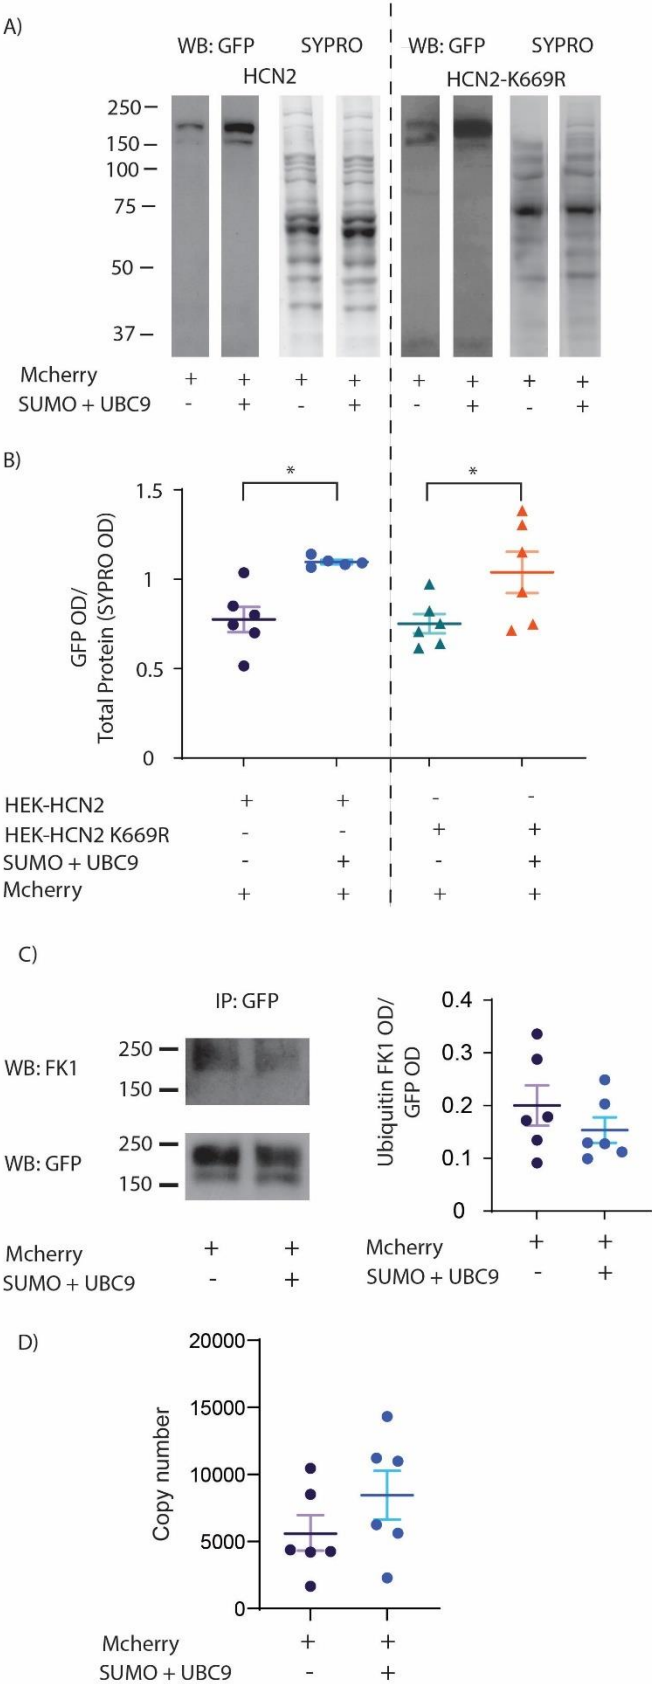 A)
WB: GFP SYPRO WB: GFP SYPRO
HCN2 HCN2-K669R
250
150
100
75
50
37
Mcherry + + + + + + + +
SUMO + UBC9 - + - + - + - +
B)
* *
1.5
1
0.5
0
GFP OD/
Total Protein (SYPRO OD)
HEK-HCN2 + + - -
HEK-HCN2 K669R - - + +
SUMO + UBC9 - + - +
Mcherry + + + +
C)
IP: GFP
WB: FK1
250
150
WB: GFP
250
150
Mcherry + +
SUMO + UBC9 - +
Ubiquitin FK1 OD/
GFP OD
0.4
0.3
0.2
0.1
0
Mcherry + +
SUMO + UBC9 - +
D)
Copy number
20000
15000
10000
5000
0
Mcherry + +
SUMO + UBC9 - +